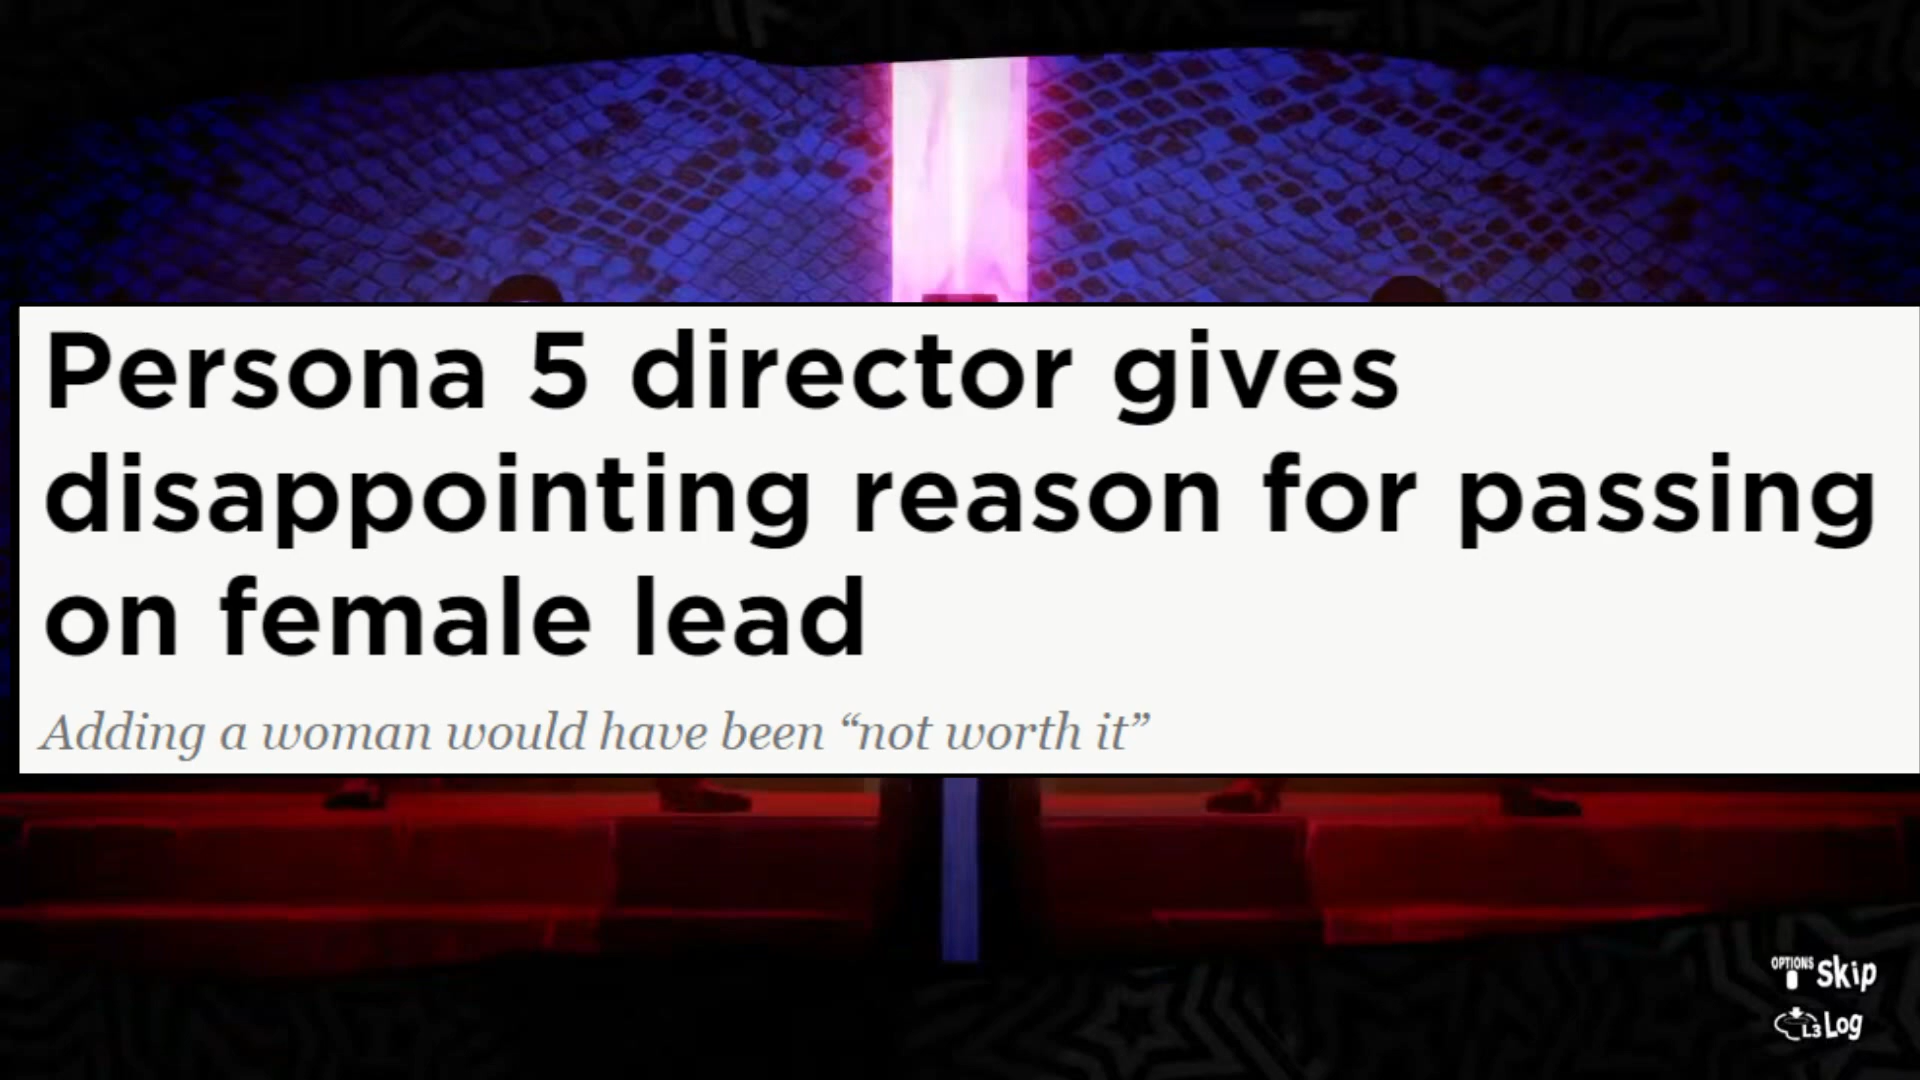 Persona 5 director gives
disappointing reason for passing
on female lead
Adding a woman would have been “not worth it”
OPTIONS Skip
L3 Log